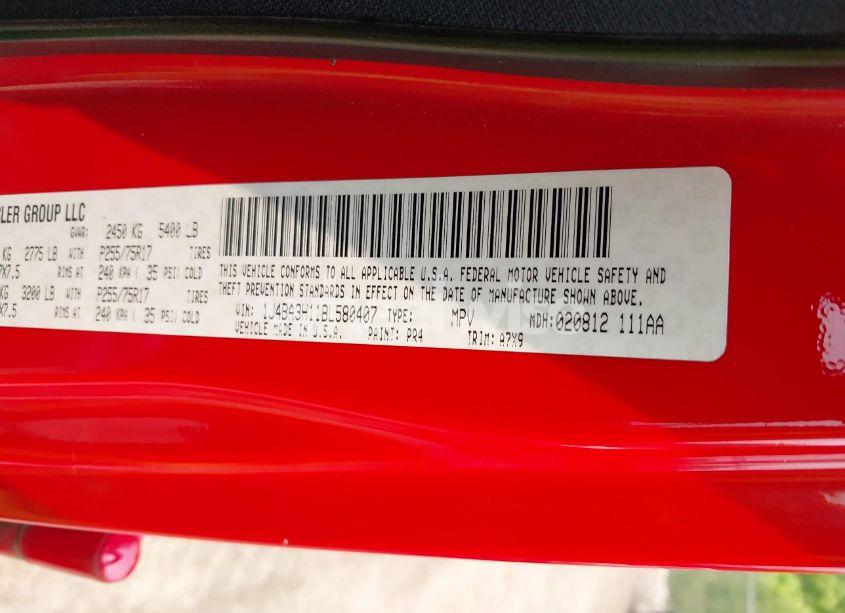 LER GROUP LLC
GVWR: 2450 KG 5400 LB
KG 2775 LB WITH P255/75R17 TIRES
X7.5 RIMS AT 240 KPA ( 35 PSI) COLD
KG 3200 LB WITH P255/75R17 TIRES
X7.5 RIMS AT 240 KPA ( 35 PSI) COLD
THIS VEHICLE CONFORMS TO ALL APPLICABLE U.S.A. FEDERAL MOTOR VEHICLE SAFETY AND
THEFT PREVENTION STANDARDS IN EFFECT ON THE DATE OF MANUFACTURE SHOWN ABOVE.
VIN: 1J4BA3H11BL580407 TYPE: MPV MDH:020812 111AA
VEHICLE MADE IN U.S.A. PAINT: PR4 TRIM: A7X9